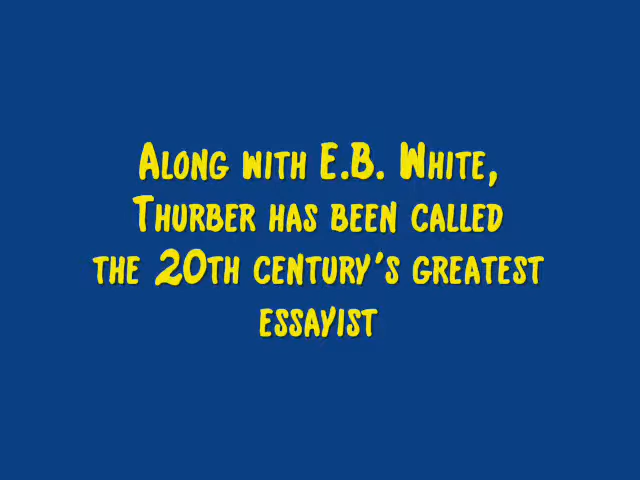 Along with E.B. White,
Thurber has been called
the 20th century's greatest
essayist